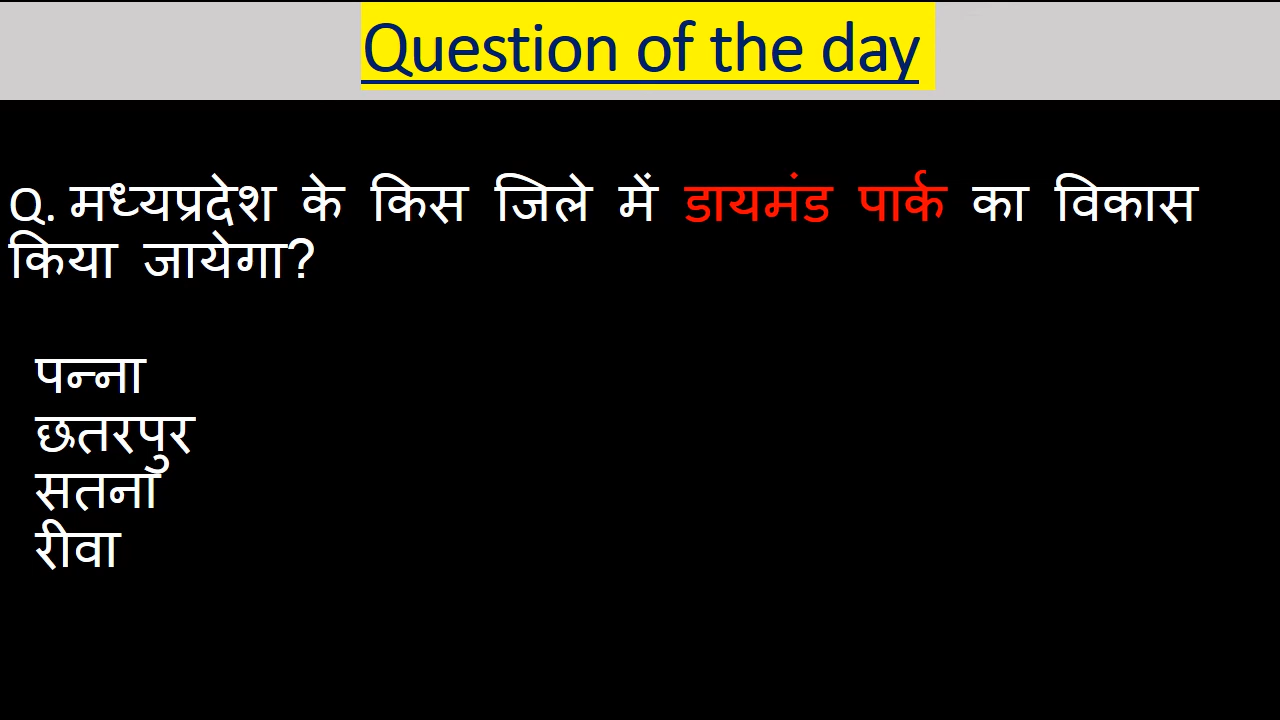 Question of the day
Q. मध्यप्रदेश के किस जिले में डायमंड पार्क का विकास
किया जायेगा?
पन्ना
छतरपुर
सतना
रीवा